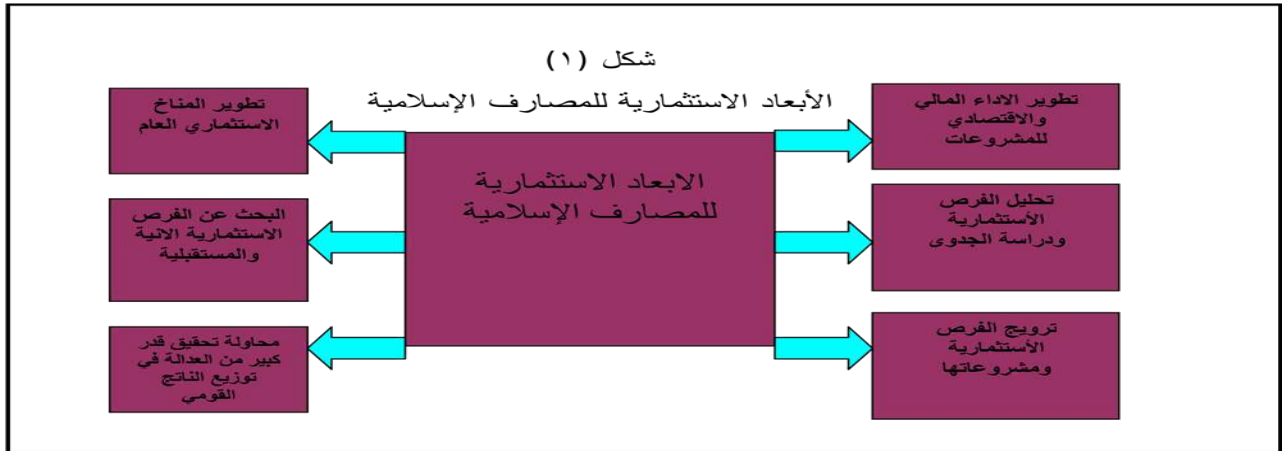 شكل (١)
الأبعاد الاستثمارية للمصارف الإسلامية
تطوير الاداء المالي
والاقتصادي
للمشروعات
تحليل الفرص
الأستثمارية
ودراسة الجدوى
ترويج الفرص
الأستثمارية
ومشروعاتها
الابعاد الاستثمارية
للمصارف الإسلامية
تطوير المناخ
الاستثماري العام
البحث عن الفرص
الاستثمارية الانية
والمستقبلية
محاولة تحقيق قدر
كبير من العدالة في
توزيع الناتج
القومي